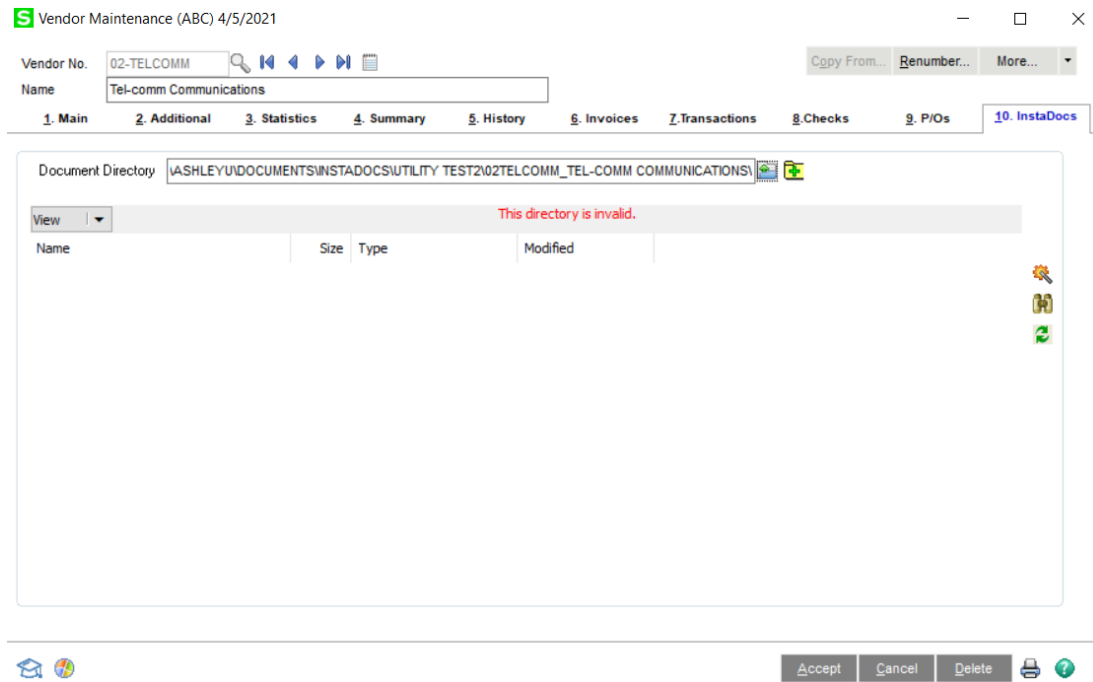 S Vendor Maintenance (ABC) 4/5/2021
Vendor No. 02-TELCOMM Copy From... Renumber... More...
Name Tel-comm Communications
1. Main 2. Additional 3. Statistics 4. Summary 5. History 6. Invoices 7.Transactions 8.Checks 9. P/Os 10. InstaDocs
Document Directory \ASHLEYU\DOCUMENTS\INSTADOCS\UTILITY TEST2\02TELCOMM_TEL-COMM COMMUNICATIONS\
View This directory is invalid.
Name Size Type Modified
Accept Cancel Delete ?